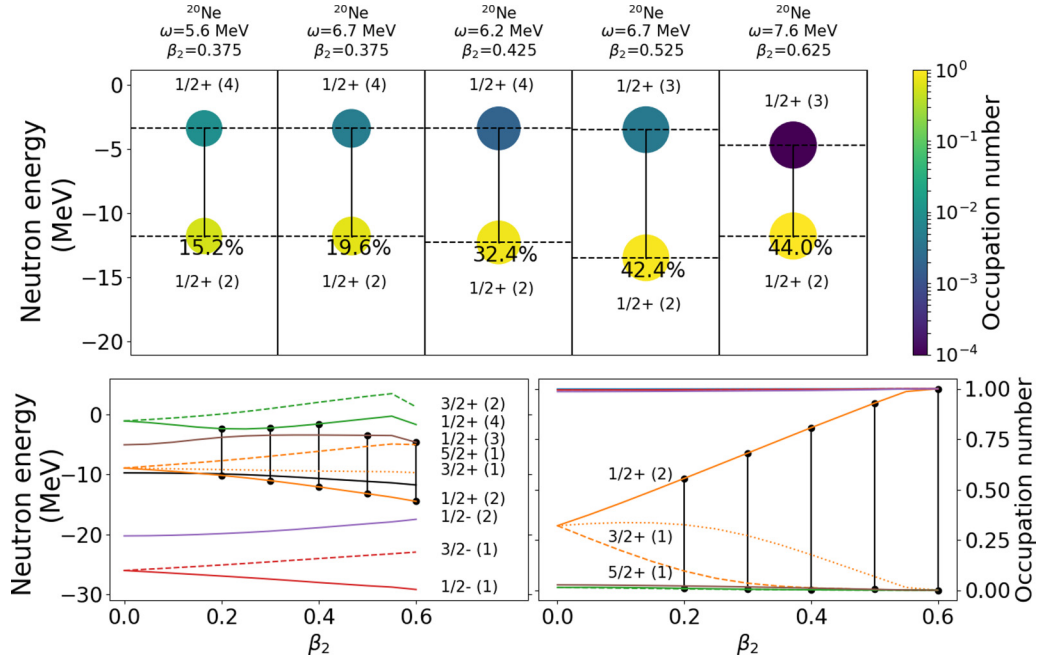 20Ne
ω=5.6 MeV
β2=0.375
20Ne
ω=6.7 MeV
β2=0.375
20Ne
ω=6.2 MeV
β2=0.425
20Ne
ω=6.7 MeV
β2=0.525
20Ne
ω=7.6 MeV
β2=0.625
Neutron energy
(MeV)
0
−5
−10
−15
−20
1/2+ (4)
15.2%
1/2+ (2)
1/2+ (4)
19.6%
1/2+ (2)
1/2+ (4)
32.4%
1/2+ (2)
1/2+ (3)
42.4%
1/2+ (2)
1/2+ (3)
44.0%
1/2+ (2)
10^0
10^−1
10^−2
10^−3
10^−4
Occupation number
Neutron energy
(MeV)
0
−10
−20
−30
3/2+ (2)
1/2+ (4)
1/2+ (3)
5/2+ (1)
3/2+ (1)
1/2+ (2)
1/2- (2)
3/2- (1)
1/2- (1)
0.0
0.2
0.4
0.6
β2
1/2+ (2)
3/2+ (1)
5/2+ (1)
1.00
0.75
0.50
0.25
0.00
Occupation number
0.0
0.2
0.4
0.6
β2